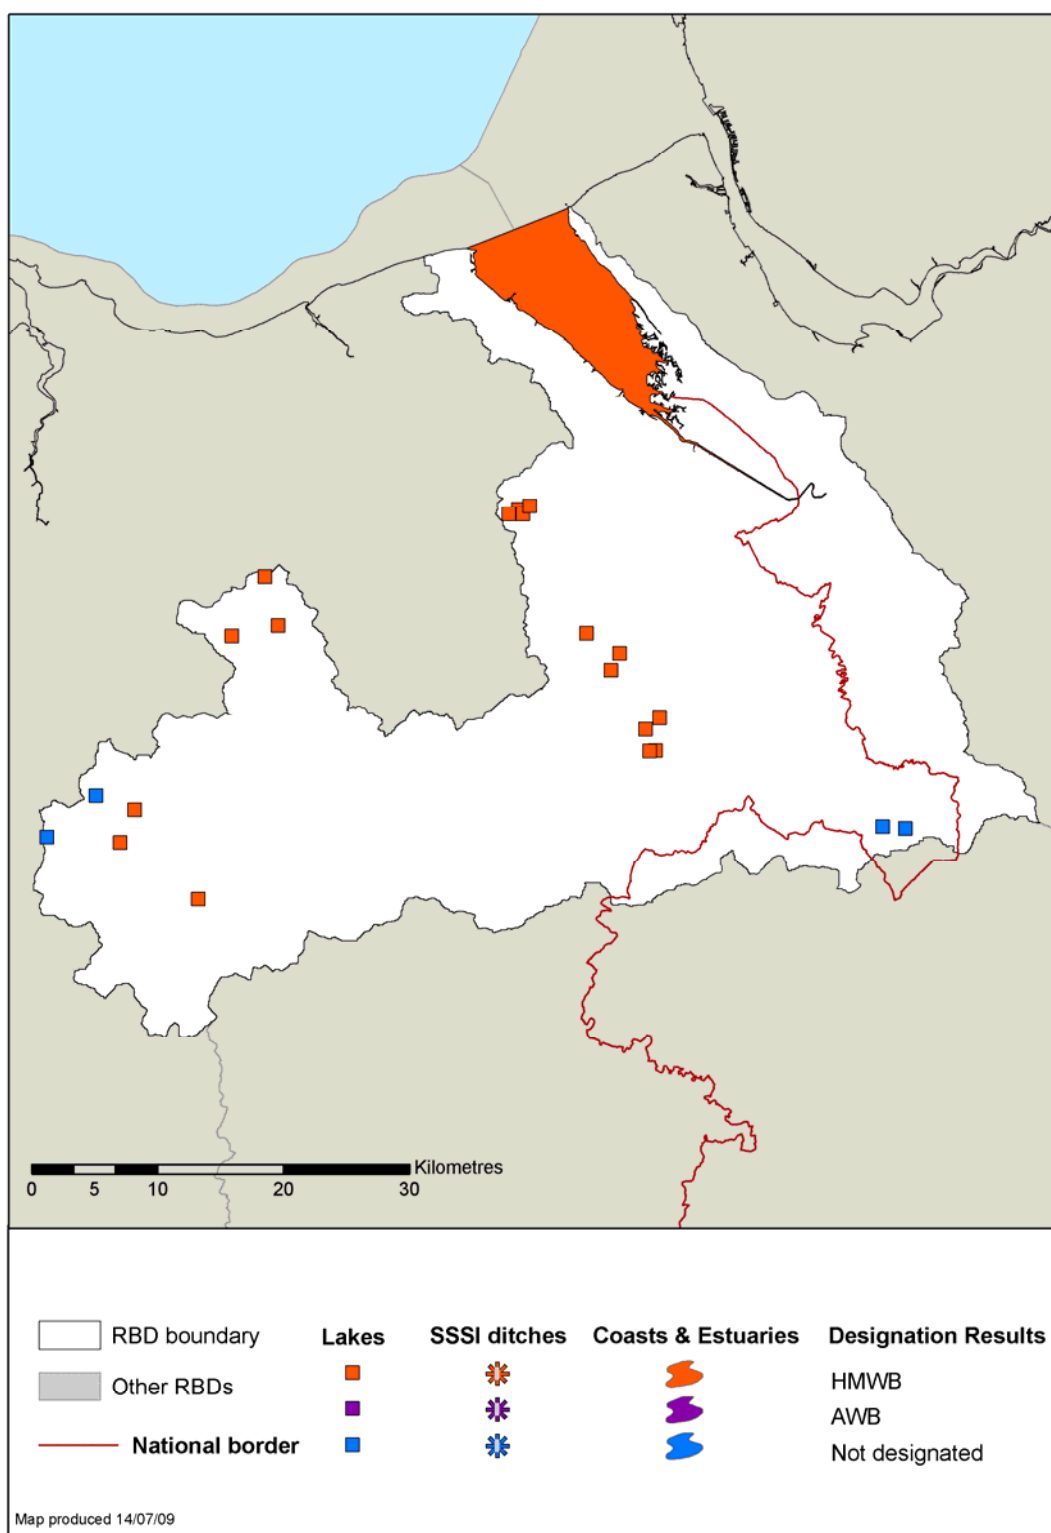 Kilometres
0 5 10 20 30
RBD boundary
Other RBDs
National border
Lakes
SSSI ditches
Coasts & Estuaries
Designation Results
HMWB
AWB
Not designated
Map produced 14/07/09